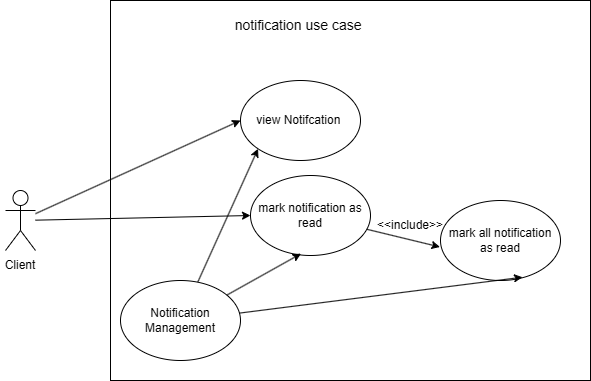 notification use case
view Notifcation
mark notification as
read
<<include>>
mark all notification
as read
Client
Notification
Management